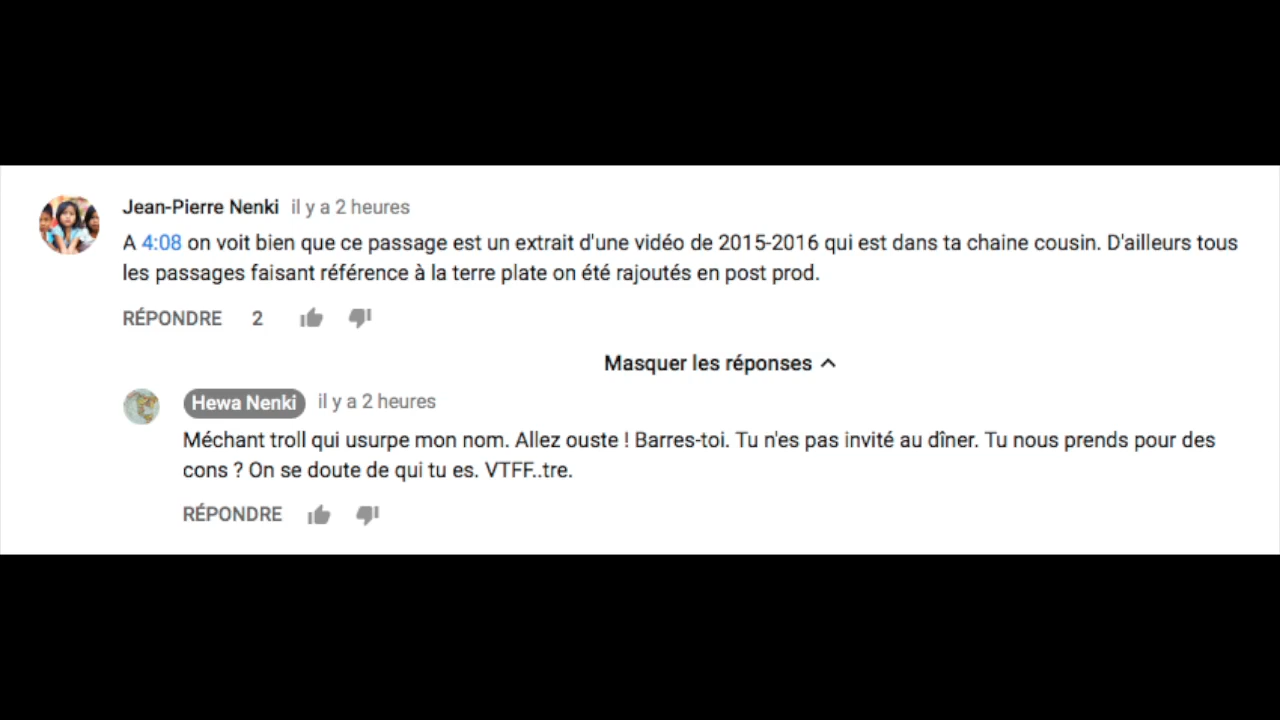 Jean-Pierre Nenki il y a 2 heures
A 4:08 on voit bien que ce passage est un extrait d'une vidéo de 2015-2016 qui est dans ta chaine cousin. D'ailleurs tous
les passages faisant référence à la terre plate on été rajoutés en post prod.
RÉPONDRE 2
Masquer les réponses
Hewa Nenki il y a 2 heures
Méchant troll qui usurpe mon nom. Allez ouste ! Barres-toi. Tu n'es pas invité au dîner. Tu nous prends pour des
cons ? On se doute de qui tu es. VTFF..tre.
RÉPONDRE